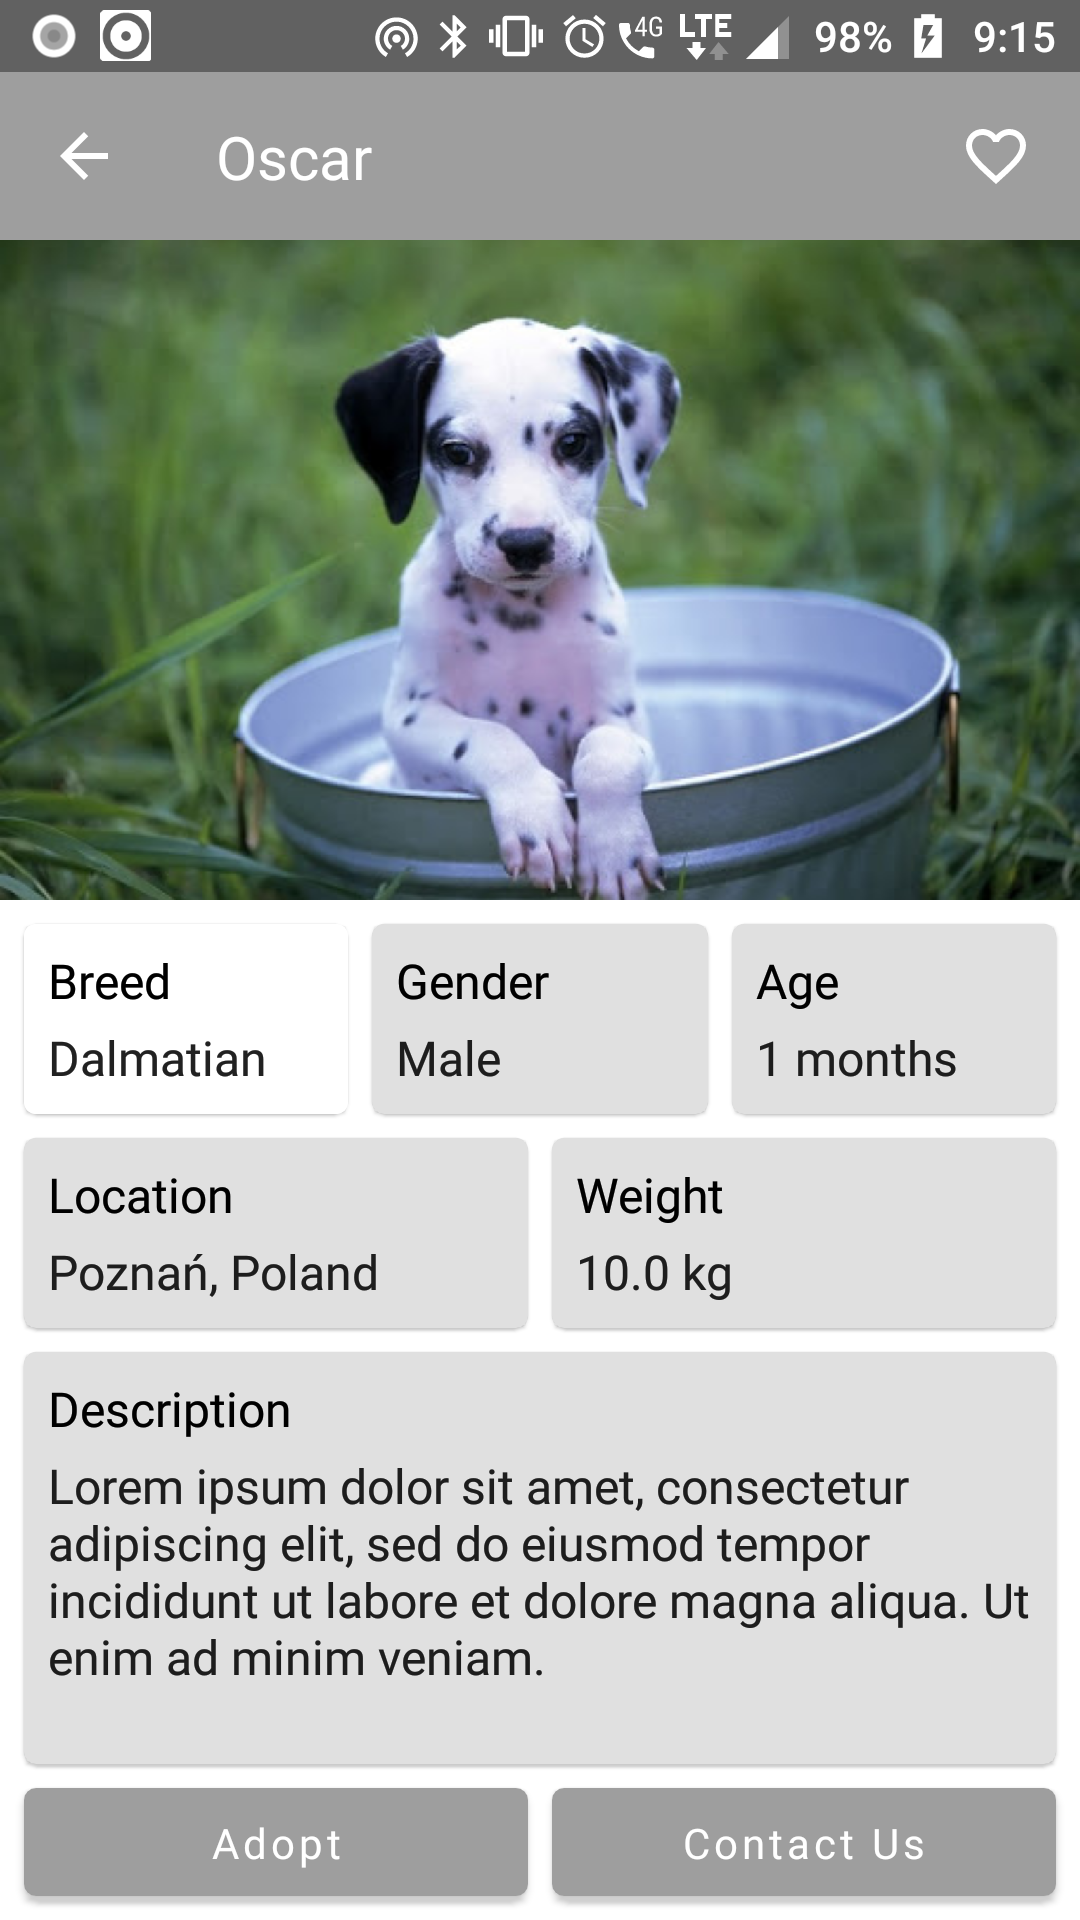 4G LTE 98% 9:15
Oscar
Breed Gender Age
Dalmatian Male 1 months
Location Weight
Poznań, Poland 10.0 kg
Description
Lorem ipsum dolor sit amet, consectetur
adipiscing elit, sed do eiusmod tempor
incididunt ut labore et dolore magna aliqua. Ut
enim ad minim veniam.
Adopt Contact Us